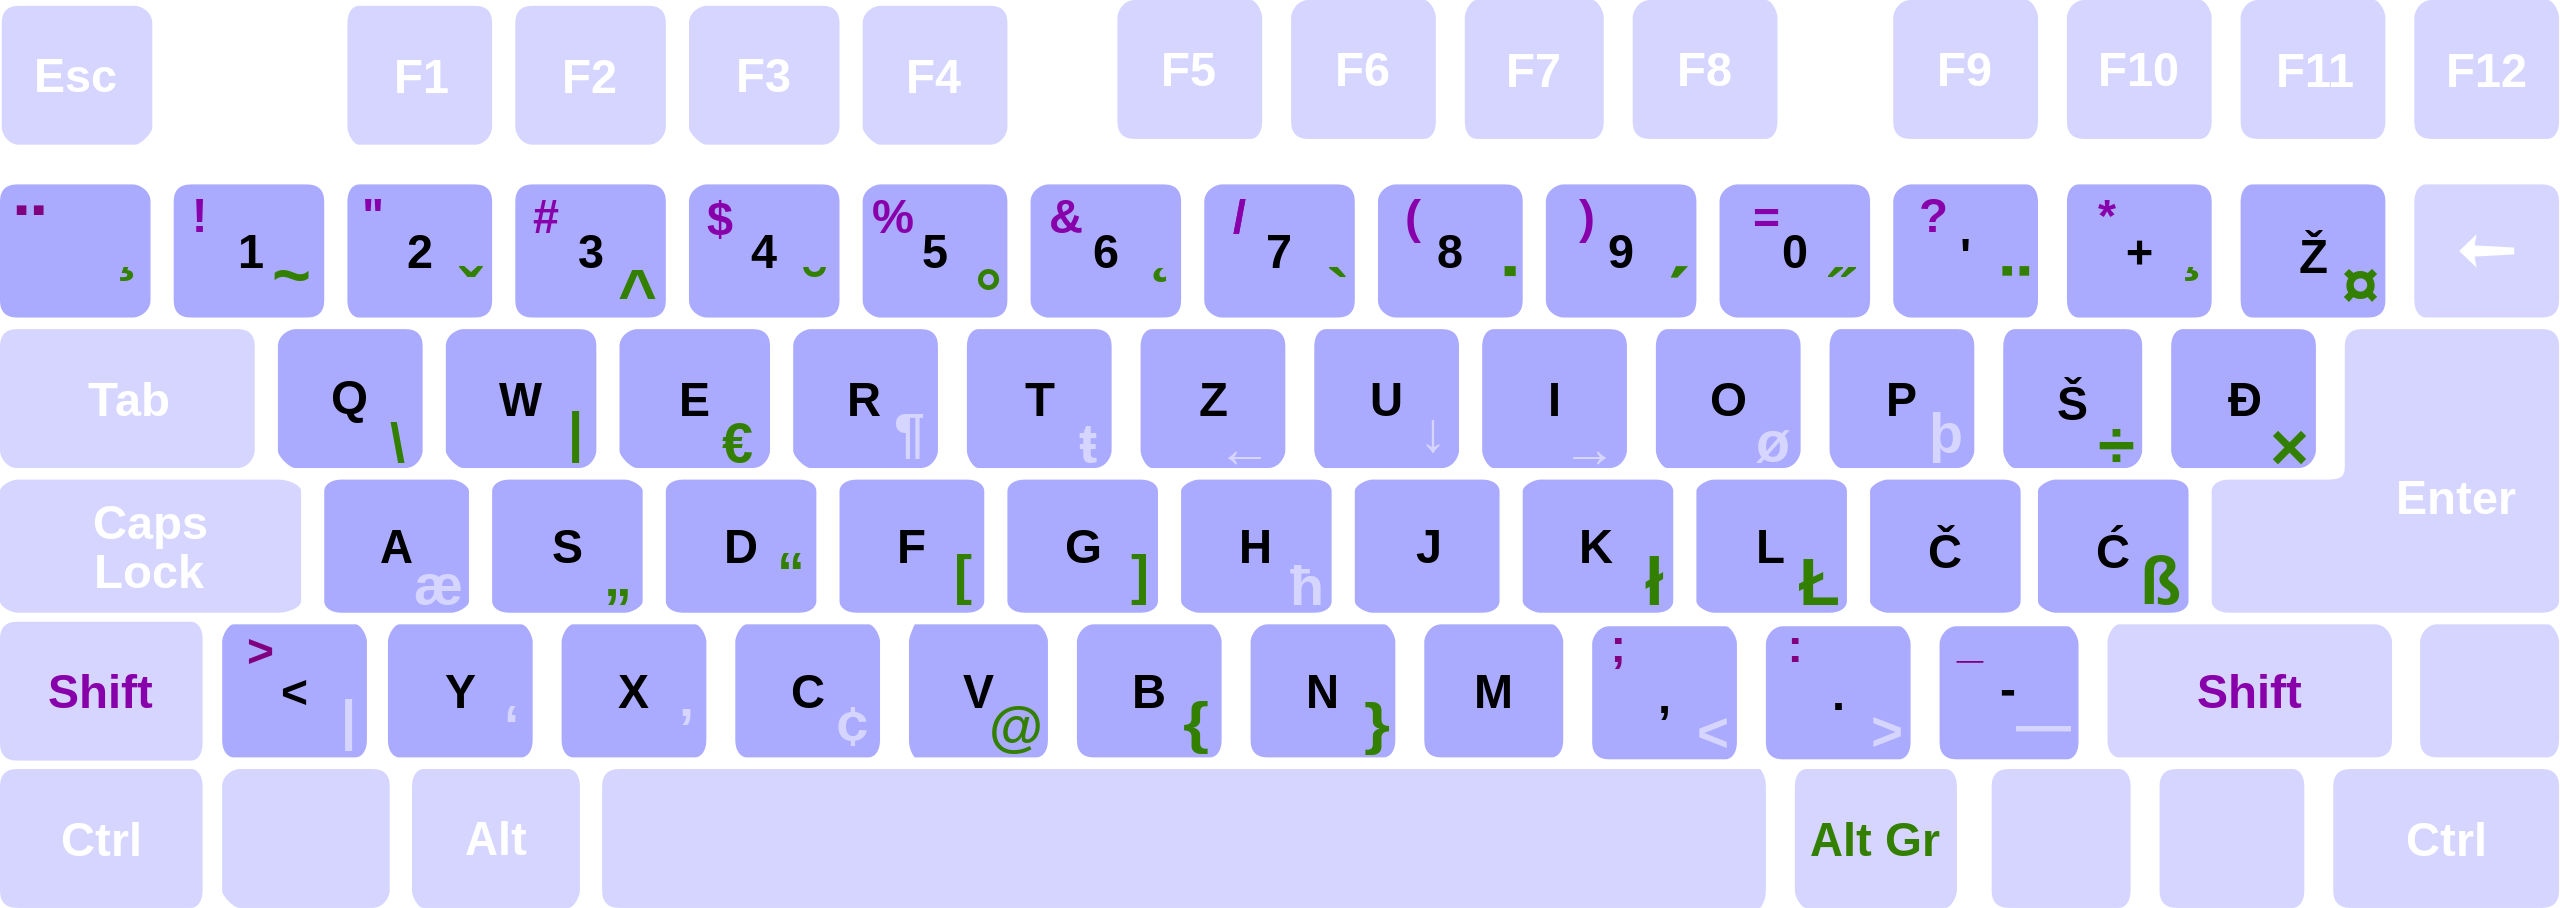 Esc F1 F2 F3 F4 F5 F6 F7 F8 F9 F10 F11 F12
¨ ¸ ! 1 ~ " 2 ˇ # 3 ^ $ 4 ˘ % 5 ° & 6 ˛ / 7 ` ( 8 ˙ ) 9 ´ = 0 ˝ ? ' ¨ * + ¸ Ž ¤ ←
Tab Q \ W | E € R ¶ T ŧ Z ← U ↓ I → O ø P þ Š ÷ Đ ×
Caps
Lock A æ S „ D “ F [ G ] H ħ J K ł L Ł Č Ć ß Enter
Shift > < | Y ‘ X ’ C ¢ V @ B { N } M ; , < : . > _ - — Shift
Ctrl Alt Alt Gr Ctrl